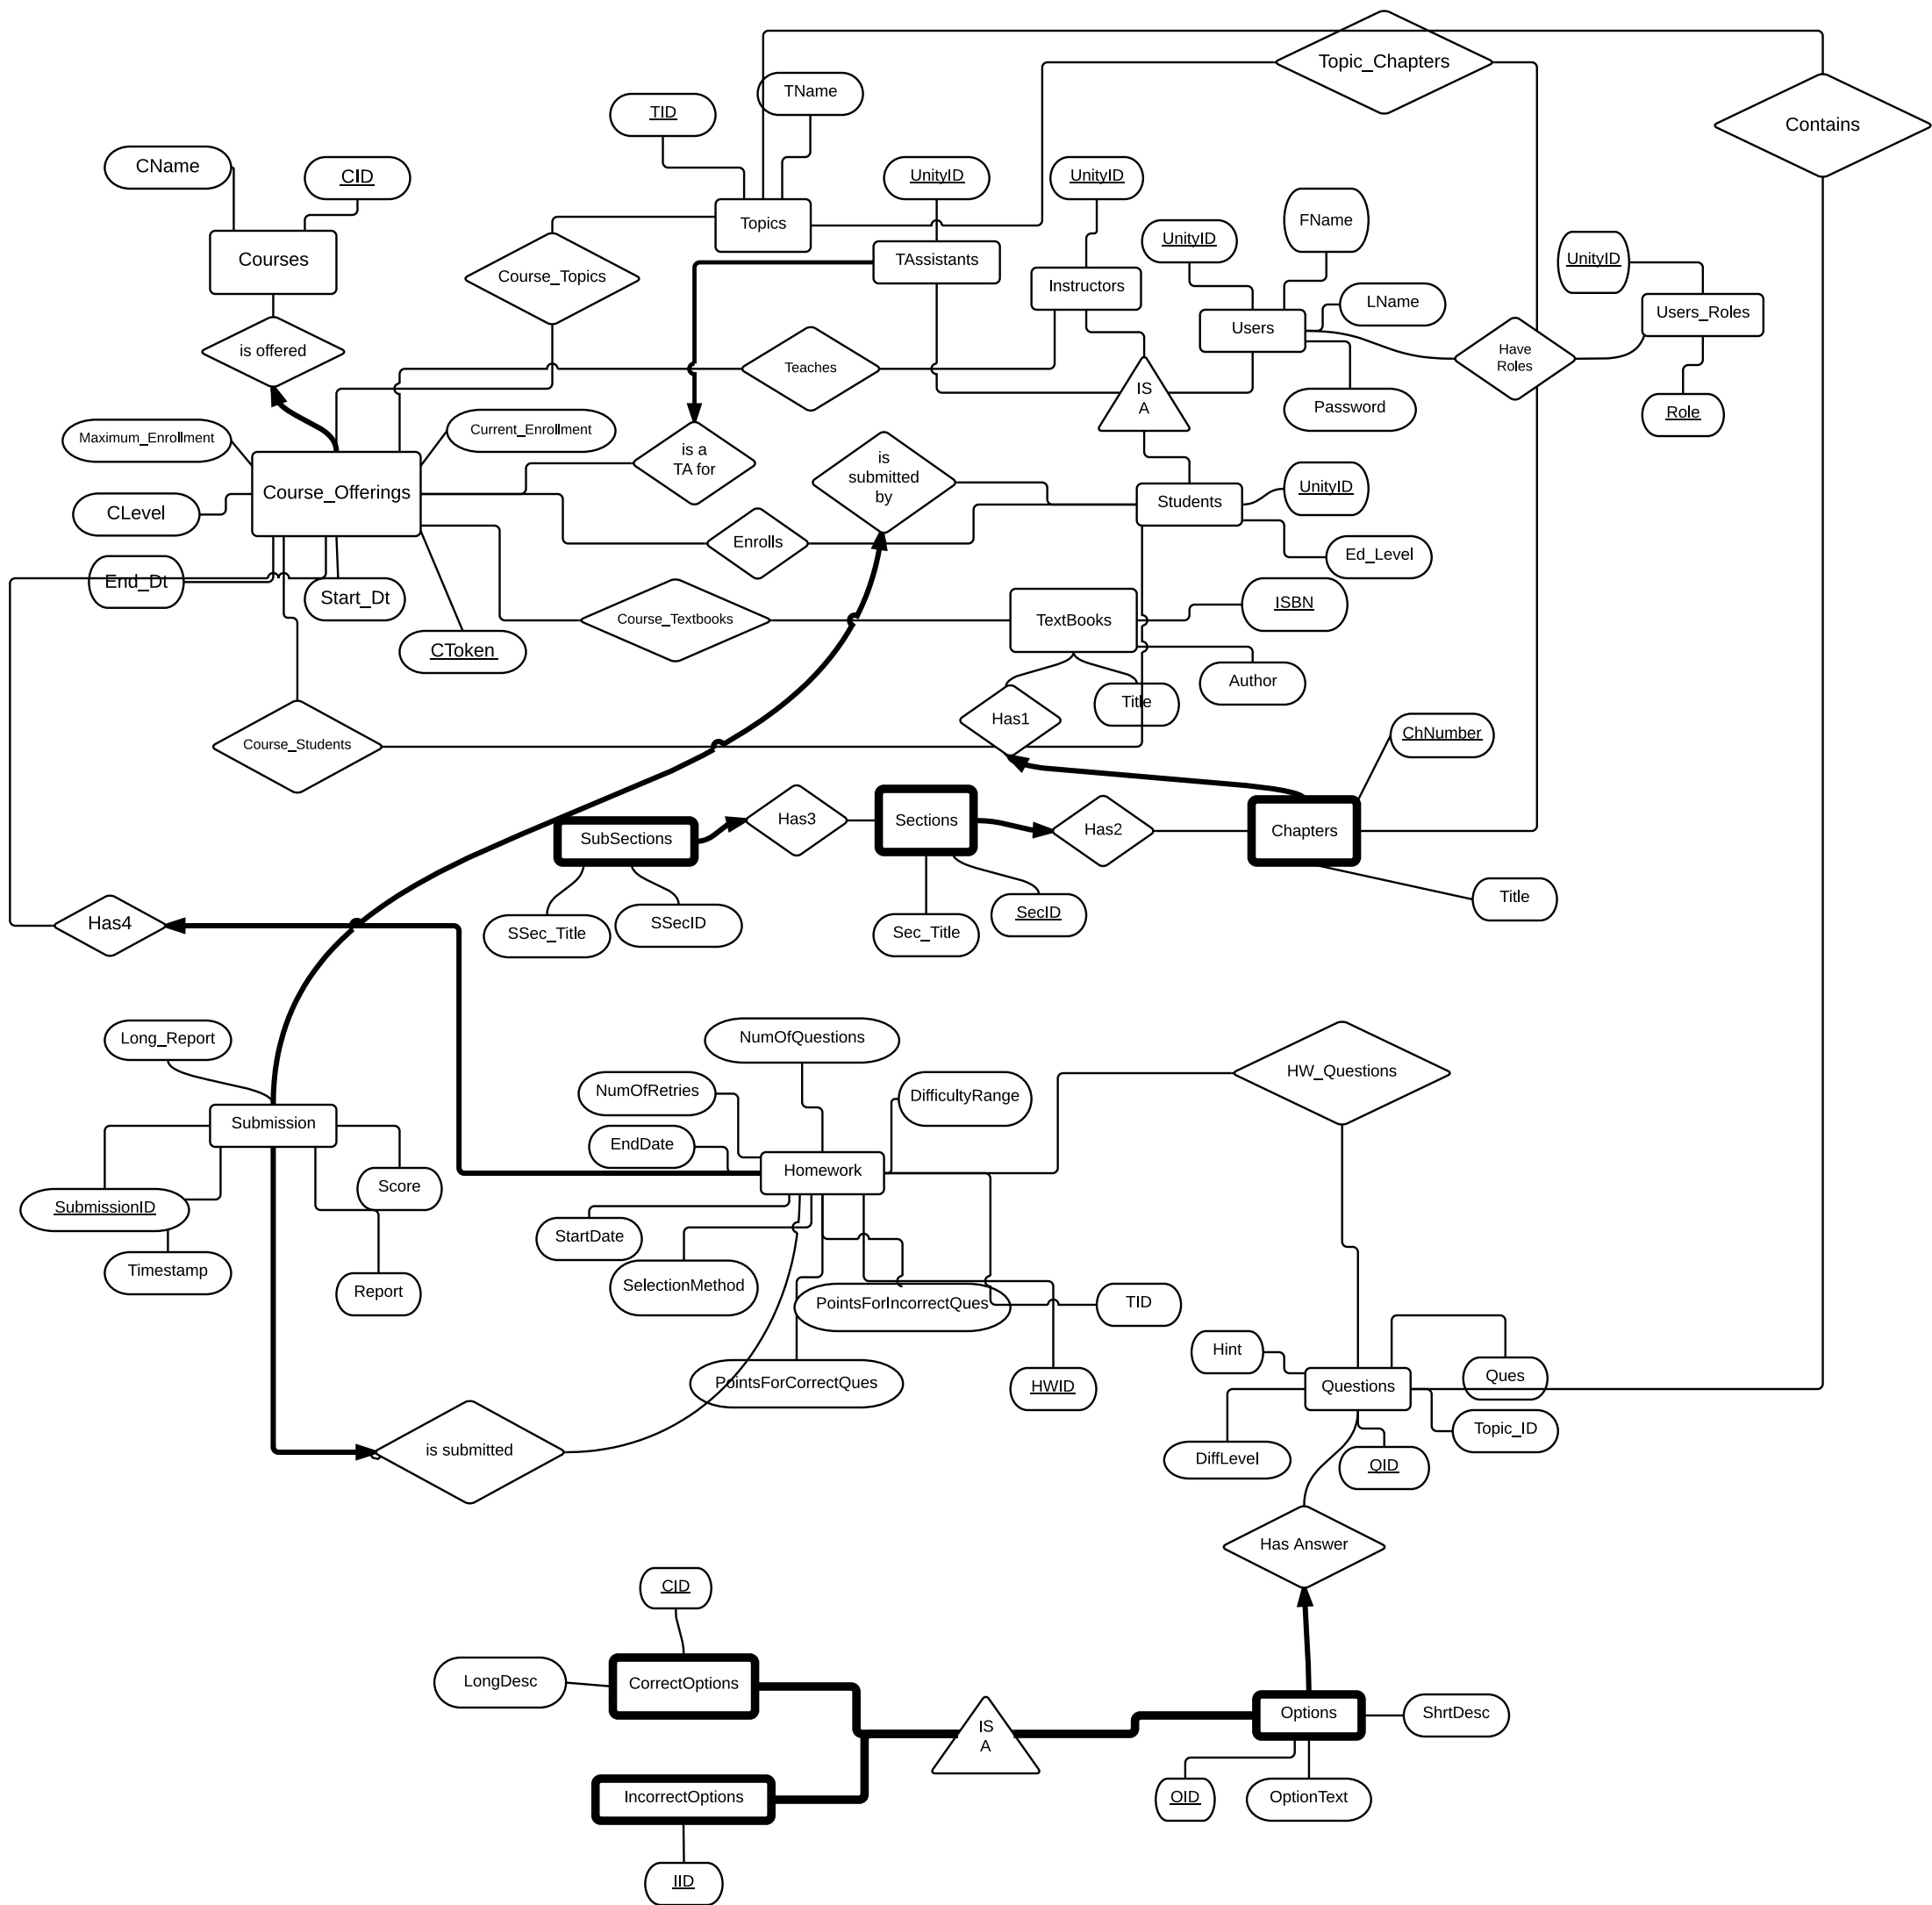 Topic_Chapters
TName
TID
Contains
CName
CID
UnityID
UnityID
FName
Topics
UnityID
UnityID
Courses
Course_Topics
TAssistants
Instructors
LName
Users
Users_Roles
is offered
Teaches
Have
Roles
IS
A
Password
Role
Maximum_Enrollment
Current_Enrollment
is a
TA for
is
submitted
by
Course_Offerings
CLevel
Students
UnityID
Enrolls
Ed_Level
End_Dt
Start_Dt
Course_Textbooks
TextBooks
ISBN
CToken
Author
Title
Has1
Course_Students
ChNumber
SubSections
Has3
Sections
Has2
Chapters
Title
Has4
SSec_Title
SSecID
Sec_Title
SecID
Long_Report
NumOfQuestions
HW_Questions
NumOfRetries
DifficultyRange
Submission
EndDate
Homework
Score
SubmissionID
StartDate
Timestamp
Report
SelectionMethod
PointsForIncorrectQues
TID
Hint
PointsForCorrectQues
HWID
Questions
Ques
Topic_ID
is submitted
DiffLevel
QID
Has Answer
CID
LongDesc
CorrectOptions
IS
A
Options
ShrtDesc
IncorrectOptions
OID
OptionText
IID